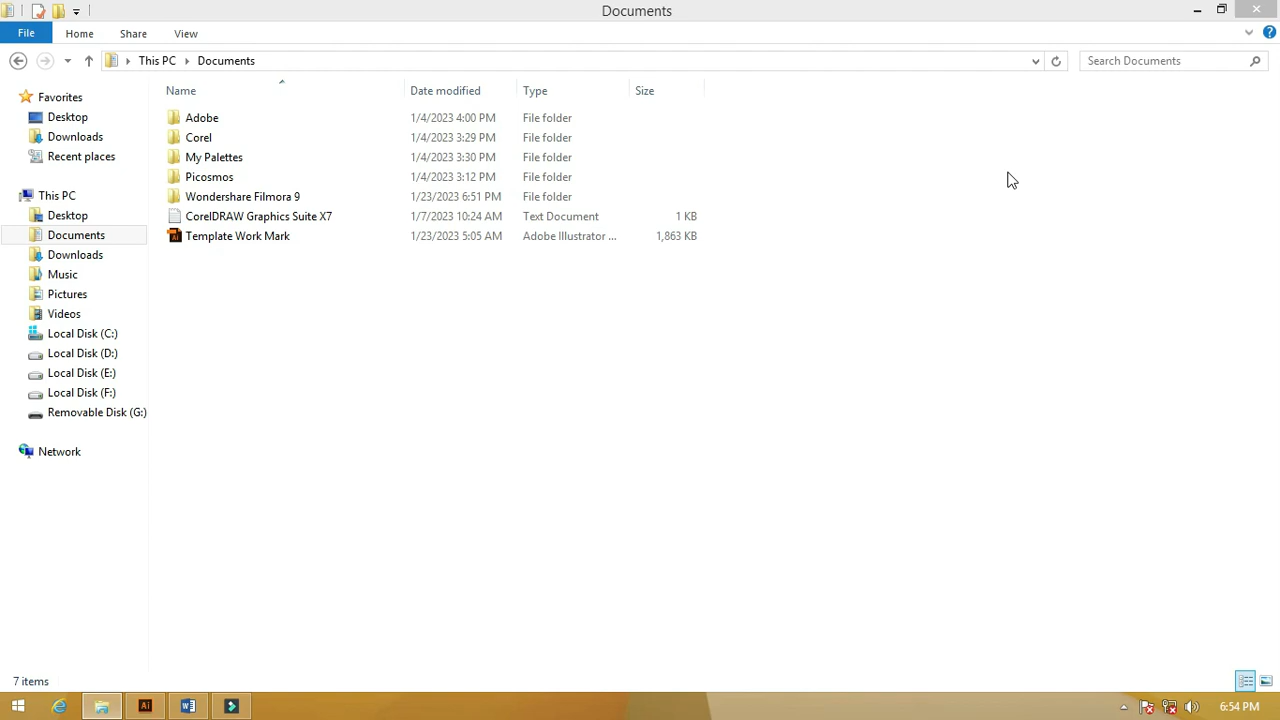 Documents
File Home Share View
This PC Documents Search Documents
Name Date modified Type Size
Favorites
Desktop
Downloads
Recent places
This PC
Desktop
Documents
Downloads
Music
Pictures
Videos
Local Disk (C:)
Local Disk (D:)
Local Disk (E:)
Local Disk (F:)
Removable Disk (G:)
Network
Adobe 1/4/2023 4:00 PM File folder
Corel 1/4/2023 3:29 PM File folder
My Palettes 1/4/2023 3:30 PM File folder
Picosmos 1/4/2023 3:12 PM File folder
Wondershare Filmora 9 1/23/2023 6:51 PM File folder
CorelDRAW Graphics Suite X7 1/7/2023 10:24 AM Text Document 1 KB
Template Work Mark 1/23/2023 5:05 AM Adobe Illustrator ... 1,863 KB
7 items
Ai 6:54 PM